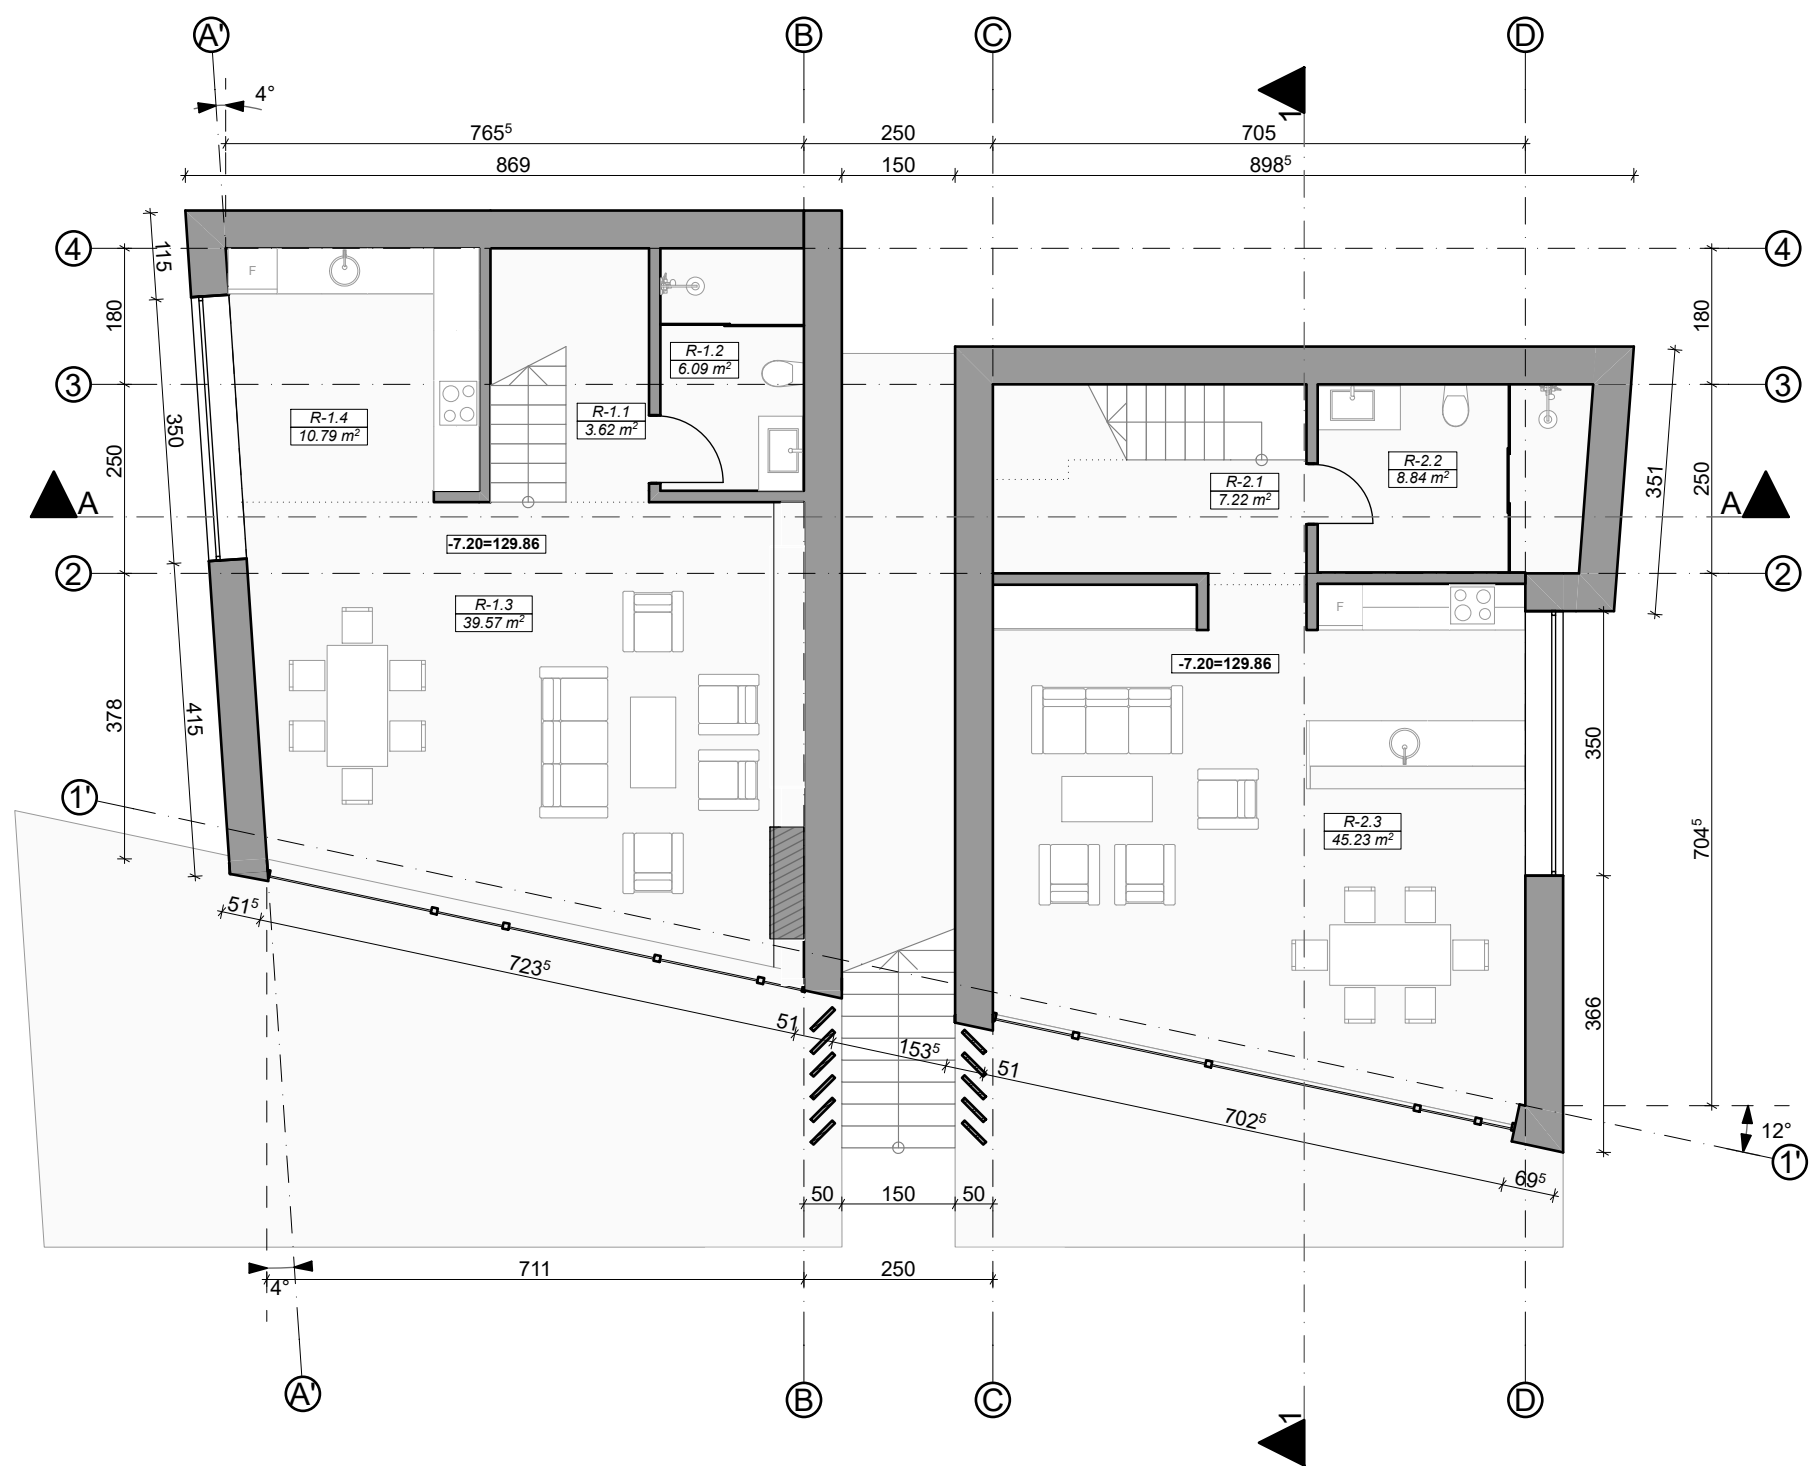 A' B C D
4° 1
765⁵ 250 705
869 150 898⁵
4 4
115
180 180
F
R-1.2
6.09 m²
3 3
R-1.4
10.79 m²
R-1.1
3.62 m²
350
250 250
R-2.2
8.84 m²
R-2.1
7.22 m²
351
A A
-7.20=129.86
2 2
R-1.3
39.57 m²
F
-7.20=129.86
378
415
350
1'
R-2.3
45.23 m²
704⁵
51⁵
723⁵
51
153⁵
51
366
702⁵
12°
1'
69⁵
50 150 50
711 250
4°
A' B C D
1